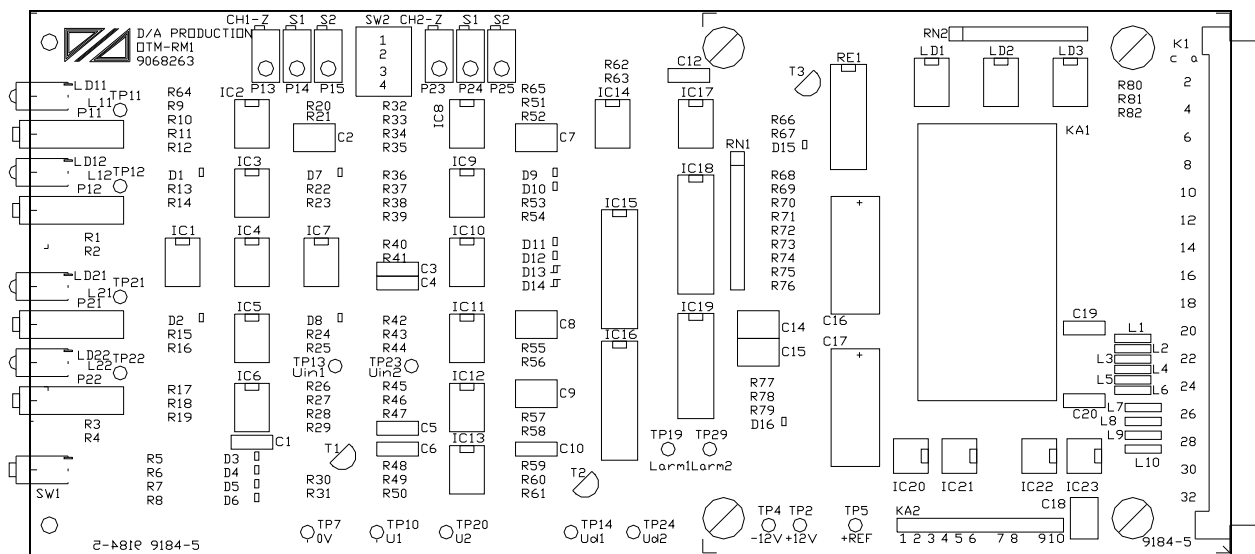 D/A PRODUCTION
OTM-RM1
9068263
CH1-Z S1 S2 SW2 CH2-Z S1 S2
1
2
3
4
P13 P14 P15 P23 P24 P25
RN2
LD1 LD2 LD3
K1
c a
2
4
6
8
10
12
14
16
18
20
22
24
26
28
30
32
LD11
TP11
L11
P11
LD12
L12 TP12
P12
R1
R2
LD21
TP21
L21
P21
LD22
TP22
L22
P22
R3
R4
SW1
R64
R9
R10
R11
R12
D1
R13
R14
IC1
D2
R15
R16
R17
R18
R19
R5
R6
R7
R8
D3
D4
D5
D6
IC2
IC3
IC4
IC5
IC6
C1
R20
R21
C2
D7
R22
R23
IC7
D8
R24
R25
TP13
Uin1
R26
R27
R28
R29
T1
R30
R31
R32
R33
R34
R35
R36
R37
R38
R39
R40
R41
C3
C4
R42
R43
R44
TP23
Uin2
R45
R46
R47
C5
C6
R48
R49
R50
IC8
IC9
IC10
IC11
IC12
IC13
R65
R51
R52
C7
D9
D10
R53
R54
D11
D12
D13
D14
C8
R55
R56
C9
R57
R58
C10
R59
R60
R61
T2
R62
R63
C12
IC14 IC17
IC15
IC16
IC18
IC19
RN1
TP19 TP29
Larm1 Larm2
T3
RE1
R66
R67
D15
R68
R69
R70
R71
R72
R73
R74
R75
R76
C14
C15
C16
C17
R77
R78
R79
D16
KA1
R80
R81
R82
C19
C20
L1
L2
L3
L4
L5
L6
L7
L8
L9
L10
IC20 IC21 IC22 IC23
C18
KA2
1 2 3 4 5 6 7 8 9 10
TP7
0V
TP10
U1
TP20
U2
TP14
Ud1
TP24
Ud2
TP4
-12V
TP2
+12V
TP5
+REF
9184-5
9184-5